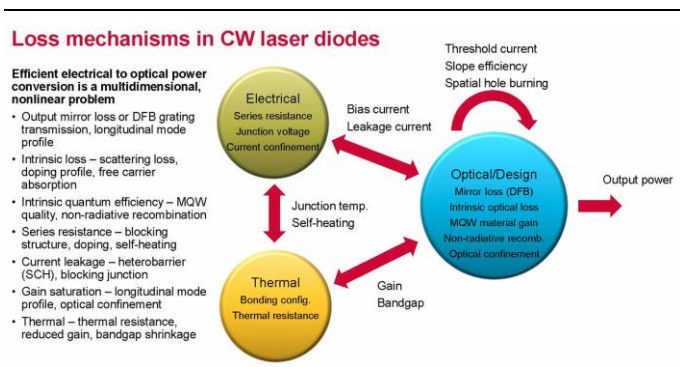 Loss mechanisms in CW laser diodes
Efficient electrical to optical power
conversion is a multidimensional,
nonlinear problem
• Output mirror loss or DFB grating
transmission, longitudinal mode
profile
• Intrinsic loss – scattering loss,
doping profile, free carrier
absorption
• Intrinsic quantum efficiency – MQW
quality, non-radiative recombination
• Series resistance – blocking
structure, doping, self-heating
• Current leakage – heterobarrier
(SCH), blocking junction
• Gain saturation – longitudinal mode
profile, optical confinement
• Thermal – thermal resistance,
reduced gain, bandgap shrinkage
Electrical
Series resistance
Junction voltage
Current confinement
Bias current
Leakage current
Threshold current
Slope efficiency
Spatial hole burning
Optical/Design
Mirror loss (DFB)
Intrinsic optical loss
MQW material gain
Non-radiative recomb.
Optical confinement
Output power
Junction temp.
Self-heating
Thermal
Bonding config.
Thermal resistance
Gain
Bandgap